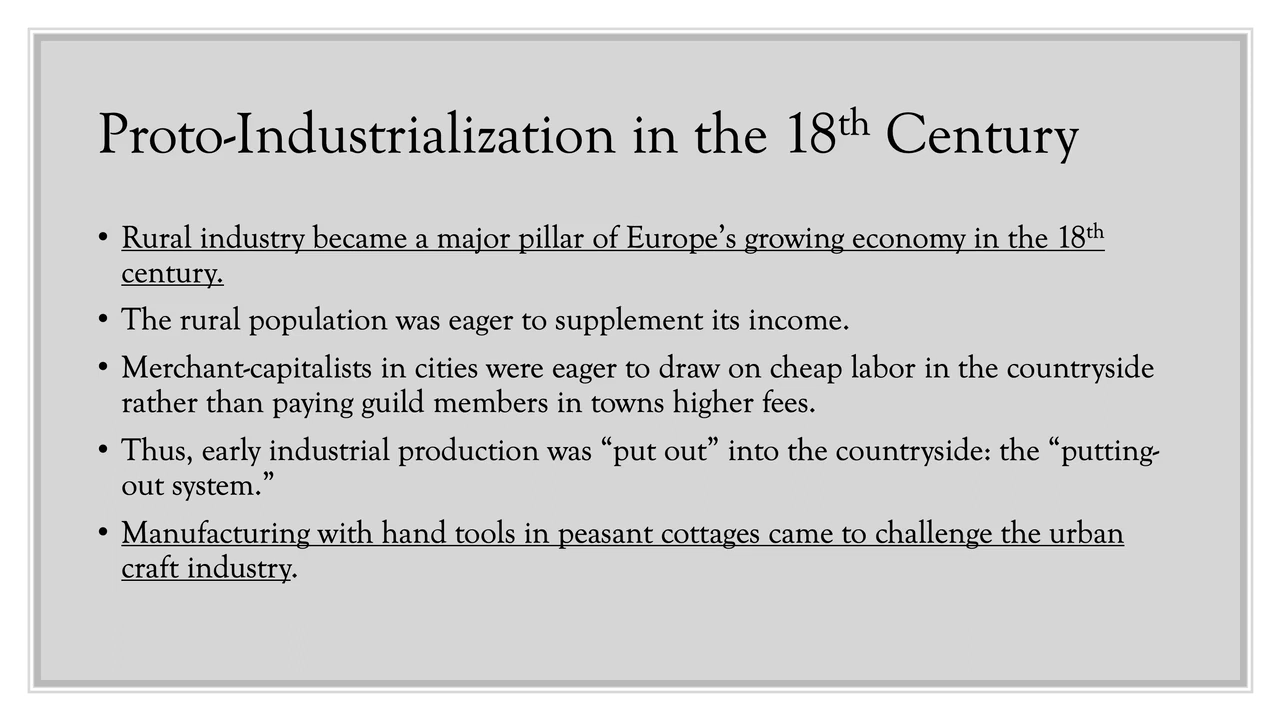 Proto-Industrialization in the 18th Century
• Rural industry became a major pillar of Europe’s growing economy in the 18th
century.
• The rural population was eager to supplement its income.
• Merchant-capitalists in cities were eager to draw on cheap labor in the countryside
rather than paying guild members in towns higher fees.
• Thus, early industrial production was “put out” into the countryside: the “putting-
out system.”
• Manufacturing with hand tools in peasant cottages came to challenge the urban
craft industry.